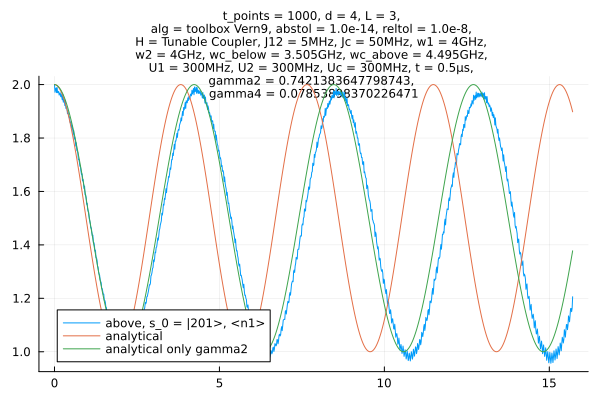 t_points = 1000, d = 4, L = 3,
alg = toolbox Vern9, abstol = 1.0e-14, reltol = 1.0e-8,
H = Tunable Coupler, J12 = 5MHz, Jc = 50MHz, w1 = 4GHz,
w2 = 4GHz, wc_below = 3.505GHz, wc_above = 4.495GHz,
U1 = 300MHz, U2 = 300MHz, Uc = 300MHz, t = 0.5µs,
gamma2 = 0.7421383647798743,
gamma4 = 0.07853898370226471
2.0
1.8
1.6
1.4
1.2
1.0
above, s_0 = |201>, <n1>
analytical
analytical only gamma2
0
5
10
15